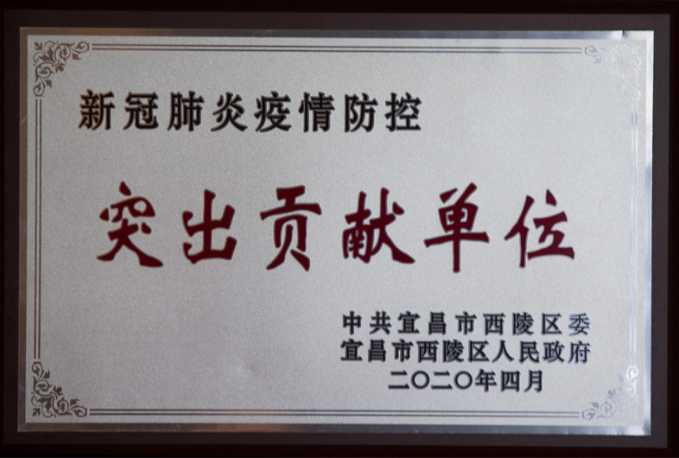 新冠肺炎疫情防控
突出贡献单位
中共宜昌市西陵区委
宜昌市西陵区人民政府
二〇二〇年四月